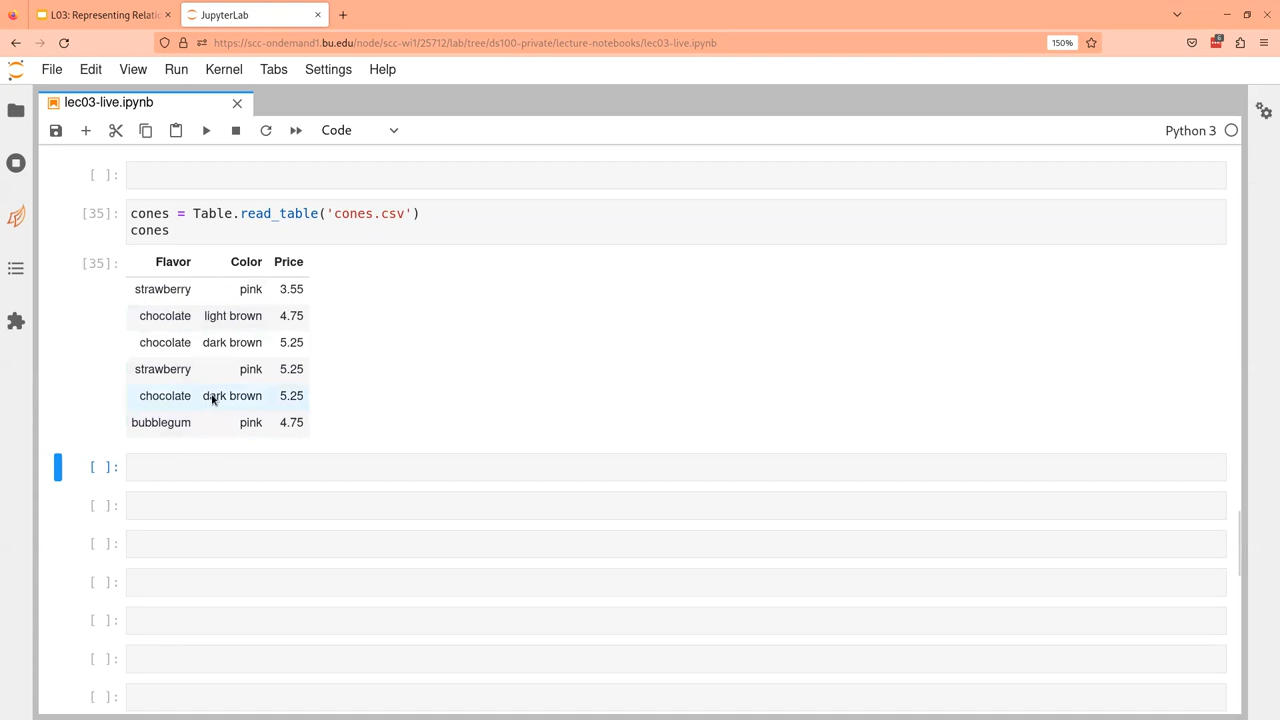 L03: Representing Relati
JupyterLab
https://scc-ondemand1.bu.edu/node/scc-wi1/25712/lab/tree/ds100-private/lecture-notebooks/lec03-live.ipynb
150%
6
File Edit View Run Kernel Tabs Settings Help
lec03-live.ipynb
Code
Python 3
[ ]:
[35]: cones = Table.read_table('cones.csv')
cones
[35]: Flavor Color Price
strawberry pink 3.55
chocolate light brown 4.75
chocolate dark brown 5.25
strawberry pink 5.25
chocolate dark brown 5.25
bubblegum pink 4.75
[ ]:
[ ]:
[ ]:
[ ]:
[ ]:
[ ]:
[ ]: